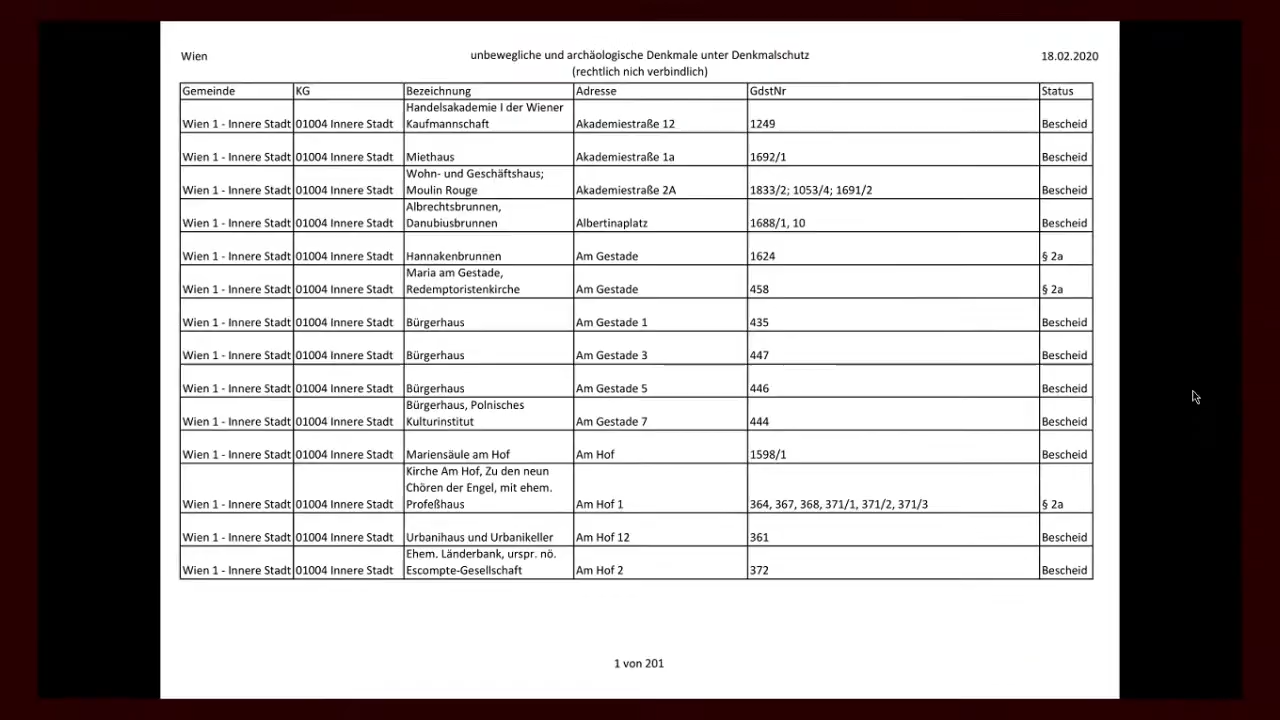 Wien unbewegliche und archäologische Denkmale unter Denkmalschutz 18.02.2020
(rechtlich nich verbindlich)
Gemeinde KG Bezeichnung Adresse GdstNr Status
Handelsakademie I der Wiener
Wien 1 - Innere Stadt 01004 Innere Stadt Kaufmannschaft Akademiestraße 12 1249 Bescheid
Wien 1 - Innere Stadt 01004 Innere Stadt Miethaus Akademiestraße 1a 1692/1 Bescheid
Wohn- und Geschäftshaus;
Wien 1 - Innere Stadt 01004 Innere Stadt Moulin Rouge Akademiestraße 2A 1833/2; 1053/4; 1691/2 Bescheid
Albrechtsbrunnen,
Wien 1 - Innere Stadt 01004 Innere Stadt Danubiusbrunnen Albertinaplatz 1688/1, 10 Bescheid
Wien 1 - Innere Stadt 01004 Innere Stadt Hannakenbrunnen Am Gestade 1624 § 2a
Maria am Gestade,
Wien 1 - Innere Stadt 01004 Innere Stadt Redemptoristenkirche Am Gestade 458 § 2a
Wien 1 - Innere Stadt 01004 Innere Stadt Bürgerhaus Am Gestade 1 435 Bescheid
Wien 1 - Innere Stadt 01004 Innere Stadt Bürgerhaus Am Gestade 3 447 Bescheid
Wien 1 - Innere Stadt 01004 Innere Stadt Bürgerhaus Am Gestade 5 446 Bescheid
Bürgerhaus, Polnisches
Wien 1 - Innere Stadt 01004 Innere Stadt Kulturinstitut Am Gestade 7 444 Bescheid
Wien 1 - Innere Stadt 01004 Innere Stadt Mariensäule am Hof Am Hof 1598/1 Bescheid
Kirche Am Hof, Zu den neun
Chören der Engel, mit ehem.
Wien 1 - Innere Stadt 01004 Innere Stadt Profeßhaus Am Hof 1 364, 367, 368, 371/1, 371/2, 371/3 § 2a
Wien 1 - Innere Stadt 01004 Innere Stadt Urbanihaus und Urbanikeller Am Hof 12 361 Bescheid
Ehem. Länderbank, urspr. nö.
Wien 1 - Innere Stadt 01004 Innere Stadt Escompte-Gesellschaft Am Hof 2 372 Bescheid
1 von 201